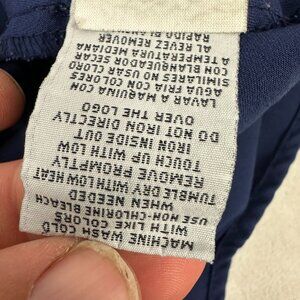 MACHINE
WASH COLD
WITH LIKE COLORS
USE NON-CHLORINE BLEACH
WHEN NEEDED
TUMBLE DRY WITH LOW HEAT
REMOVE PROMPTLY
TOUCH UP WITH LOW
IRON INSIDE OUT
DO NOT IRON DIRECTLY
OVER THE LOGO
LAVAR A MAQUINA CON
AGUA FRIA CON COLORES
SIMILARES NO USAR CLORO
CON BLANQUEADOR SECAR
A TEMPERATURA MEDIANA
AL REVEZ REMOVER
RAPIDO